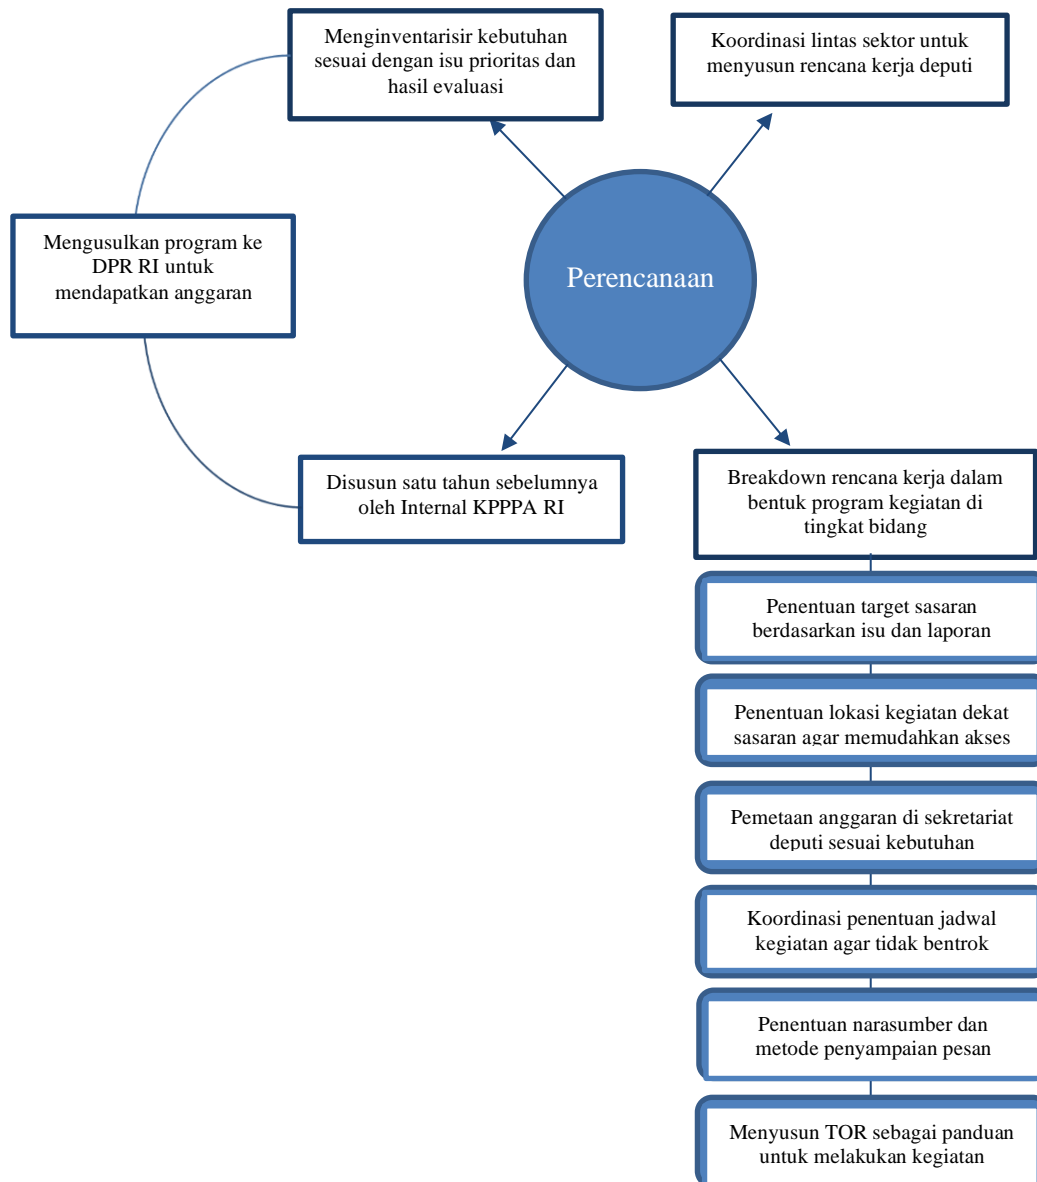 Menginventarisir kebutuhan
sesuai dengan isu prioritas dan
hasil evaluasi
Koordinasi lintas sektor untuk
menyusun rencana kerja deputi
Mengusulkan program ke
DPR RI untuk
mendapatkan anggaran
Perencanaan
Disusun satu tahun sebelumnya
oleh Internal KPPPA RI
Breakdown rencana kerja dalam
bentuk program kegiatan di
tingkat bidang
Penentuan target sasaran
berdasarkan isu dan laporan
Penentuan lokasi kegiatan dekat
sasaran agar memudahkan akses
Pemetaan anggaran di sekretariat
deputi sesuai kebutuhan
Koordinasi penentuan jadwal
kegiatan agar tidak bentrok
Penentuan narasumber dan
metode penyampaian pesan
Menyusun TOR sebagai panduan
untuk melakukan kegiatan